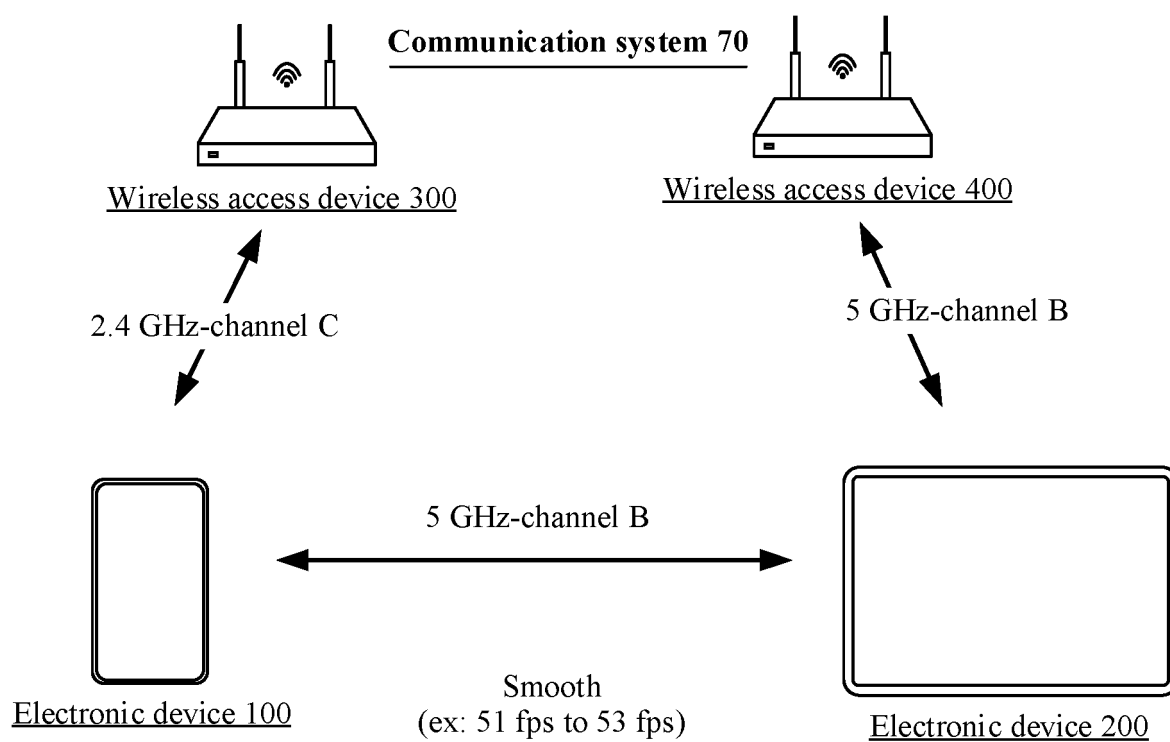 Communication system 70
Wireless access device 300
Wireless access device 400
2.4 GHz-channel C
5 GHz-channel B
5 GHz-channel B
Electronic device 100
Smooth
(ex: 51 fps to 53 fps)
Electronic device 200